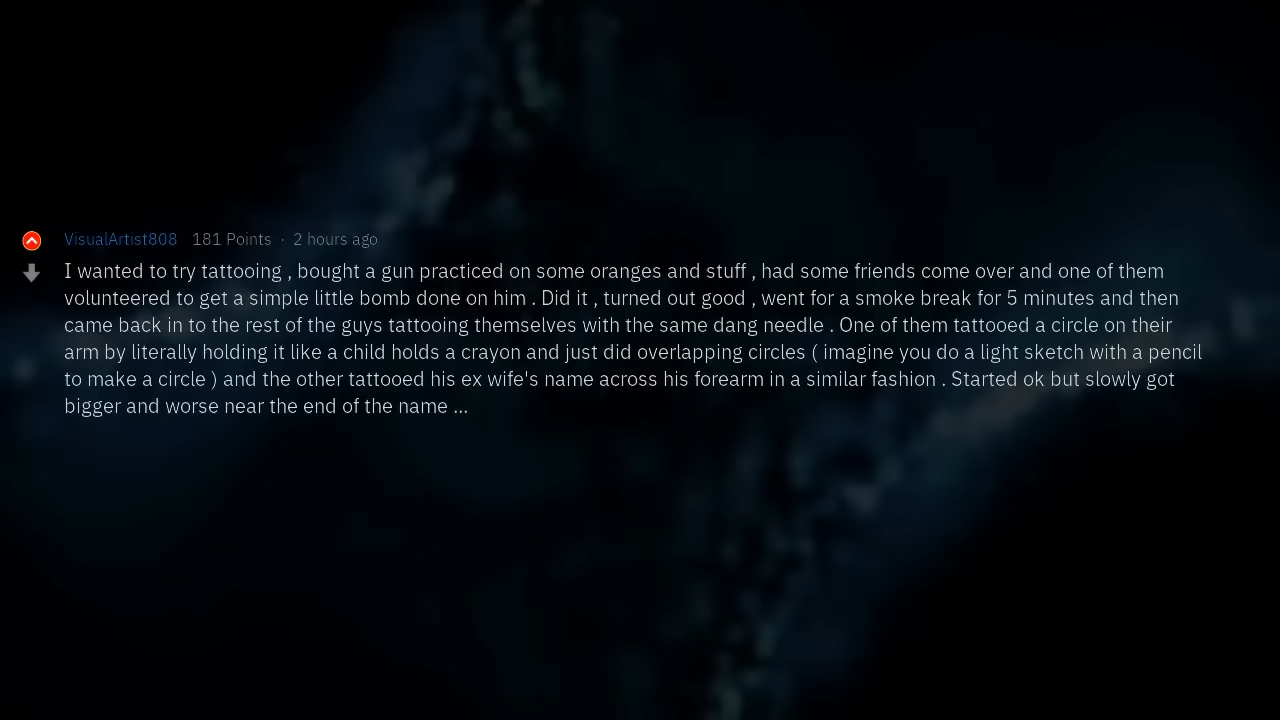 VisualArtist808 181 Points · 2 hours ago
I wanted to try tattooing , bought a gun practiced on some oranges and stuff , had some friends come over and one of them
volunteered to get a simple little bomb done on him . Did it , turned out good , went for a smoke break for 5 minutes and then
came back in to the rest of the guys tattooing themselves with the same dang needle . One of them tattooed a circle on their
arm by literally holding it like a child holds a crayon and just did overlapping circles ( imagine you do a light sketch with a pencil
to make a circle ) and the other tattooed his ex wife's name across his forearm in a similar fashion . Started ok but slowly got
bigger and worse near the end of the name ...